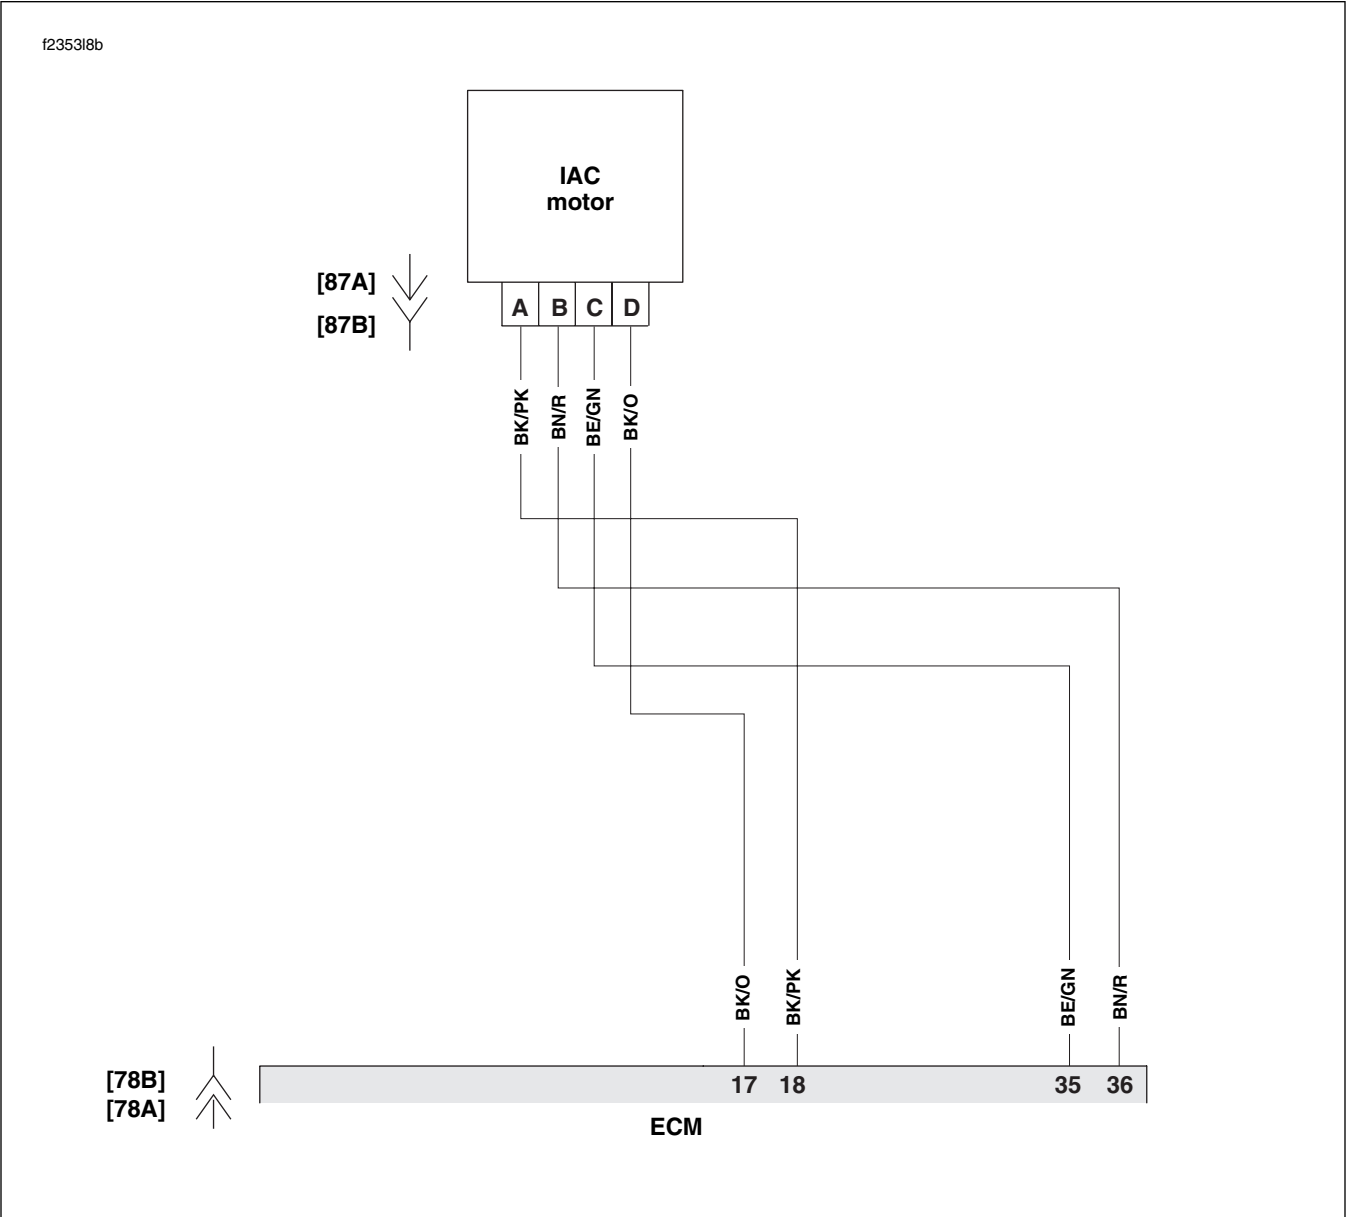 f2353l8b
IAC
motor
[87A]
[87B]
A B C D
BK/PK
BN/R
BE/GN
BK/O
BK/O
BK/PK
BE/GN
BN/R
[78B]
[78A]
17 18 35 36
ECM